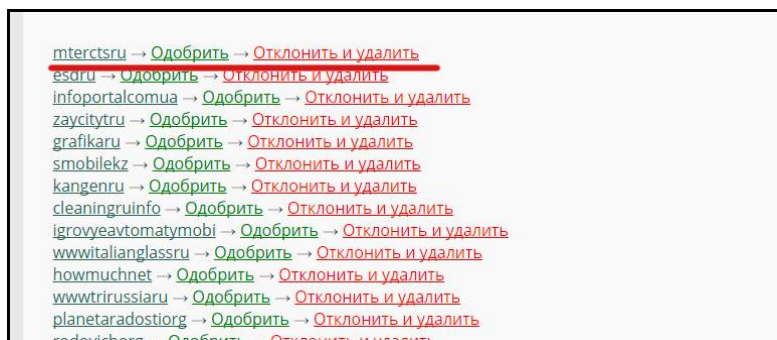 mterctsru → Одобрить → Отклонить и удалить
esdru → Одобрить → Отклонить и удалить
infoportalcomua → Одобрить → Отклонить и удалить
zaycitytru → Одобрить → Отклонить и удалить
grafikaru → Одобрить → Отклонить и удалить
smobilekz → Одобрить → Отклонить и удалить
kangenru → Одобрить → Отклонить и удалить
cleaningruinfo → Одобрить → Отклонить и удалить
igrovyeavtomatymobi → Одобрить → Отклонить и удалить
wwwitalianglassru → Одобрить → Отклонить и удалить
howmuchnet → Одобрить → Отклонить и удалить
wwwtrirussiaru → Одобрить → Отклонить и удалить
planetaradostiorg → Одобрить → Отклонить и удалить